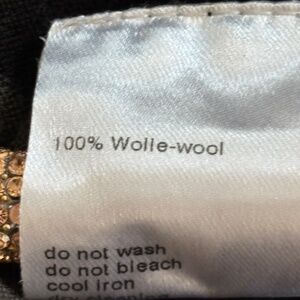 100% Wolle-wool
do not wash
do not bleach
cool iron